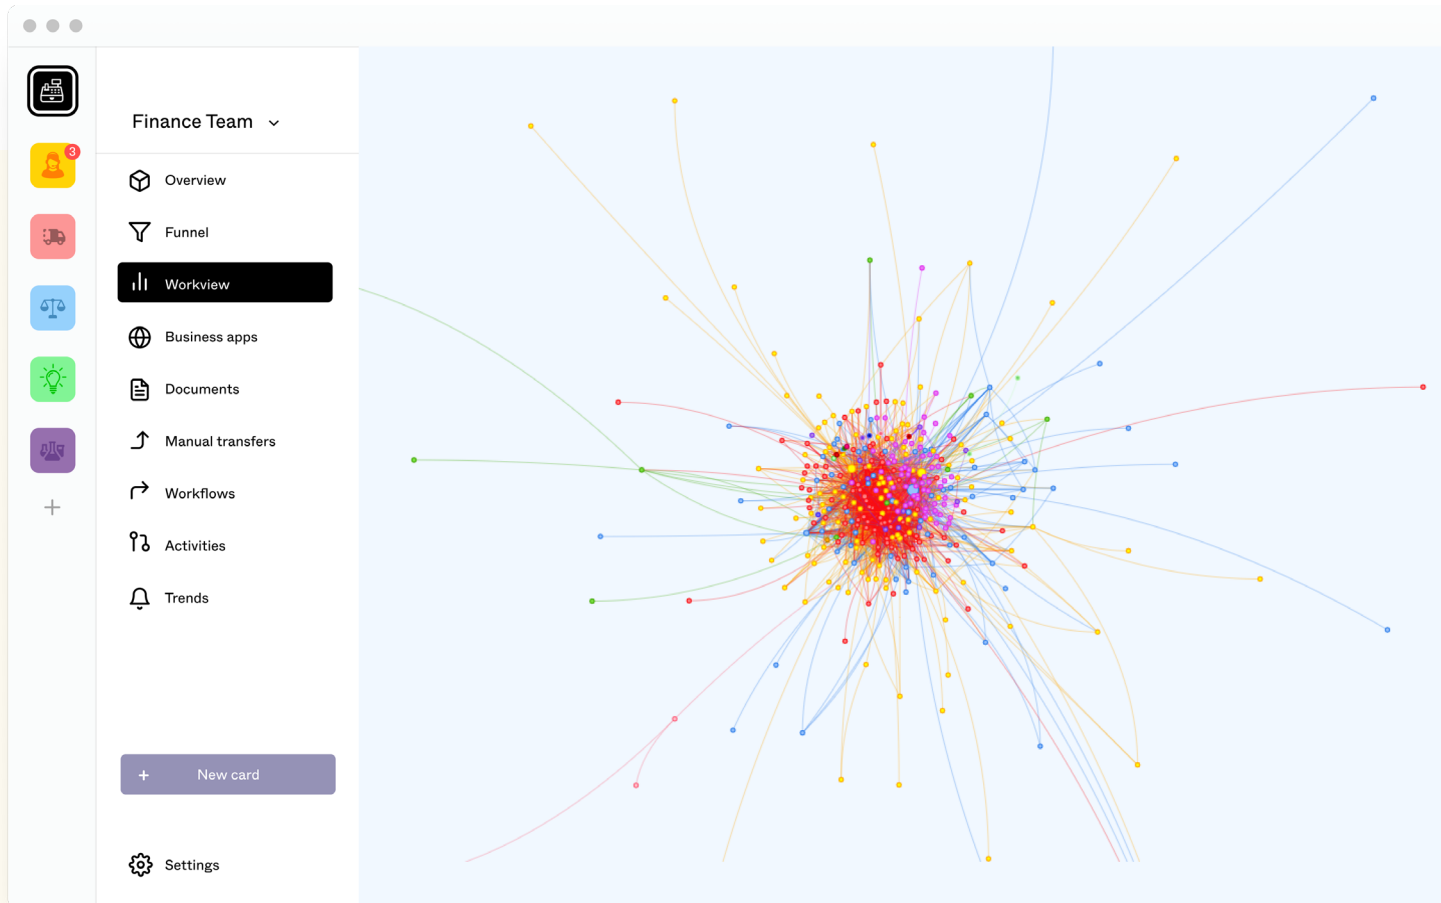 Finance Team
3
Overview
Funnel
Workview
Business apps
Documents
Manual transfers
Workflows
Activities
Trends
+ New card
Settings